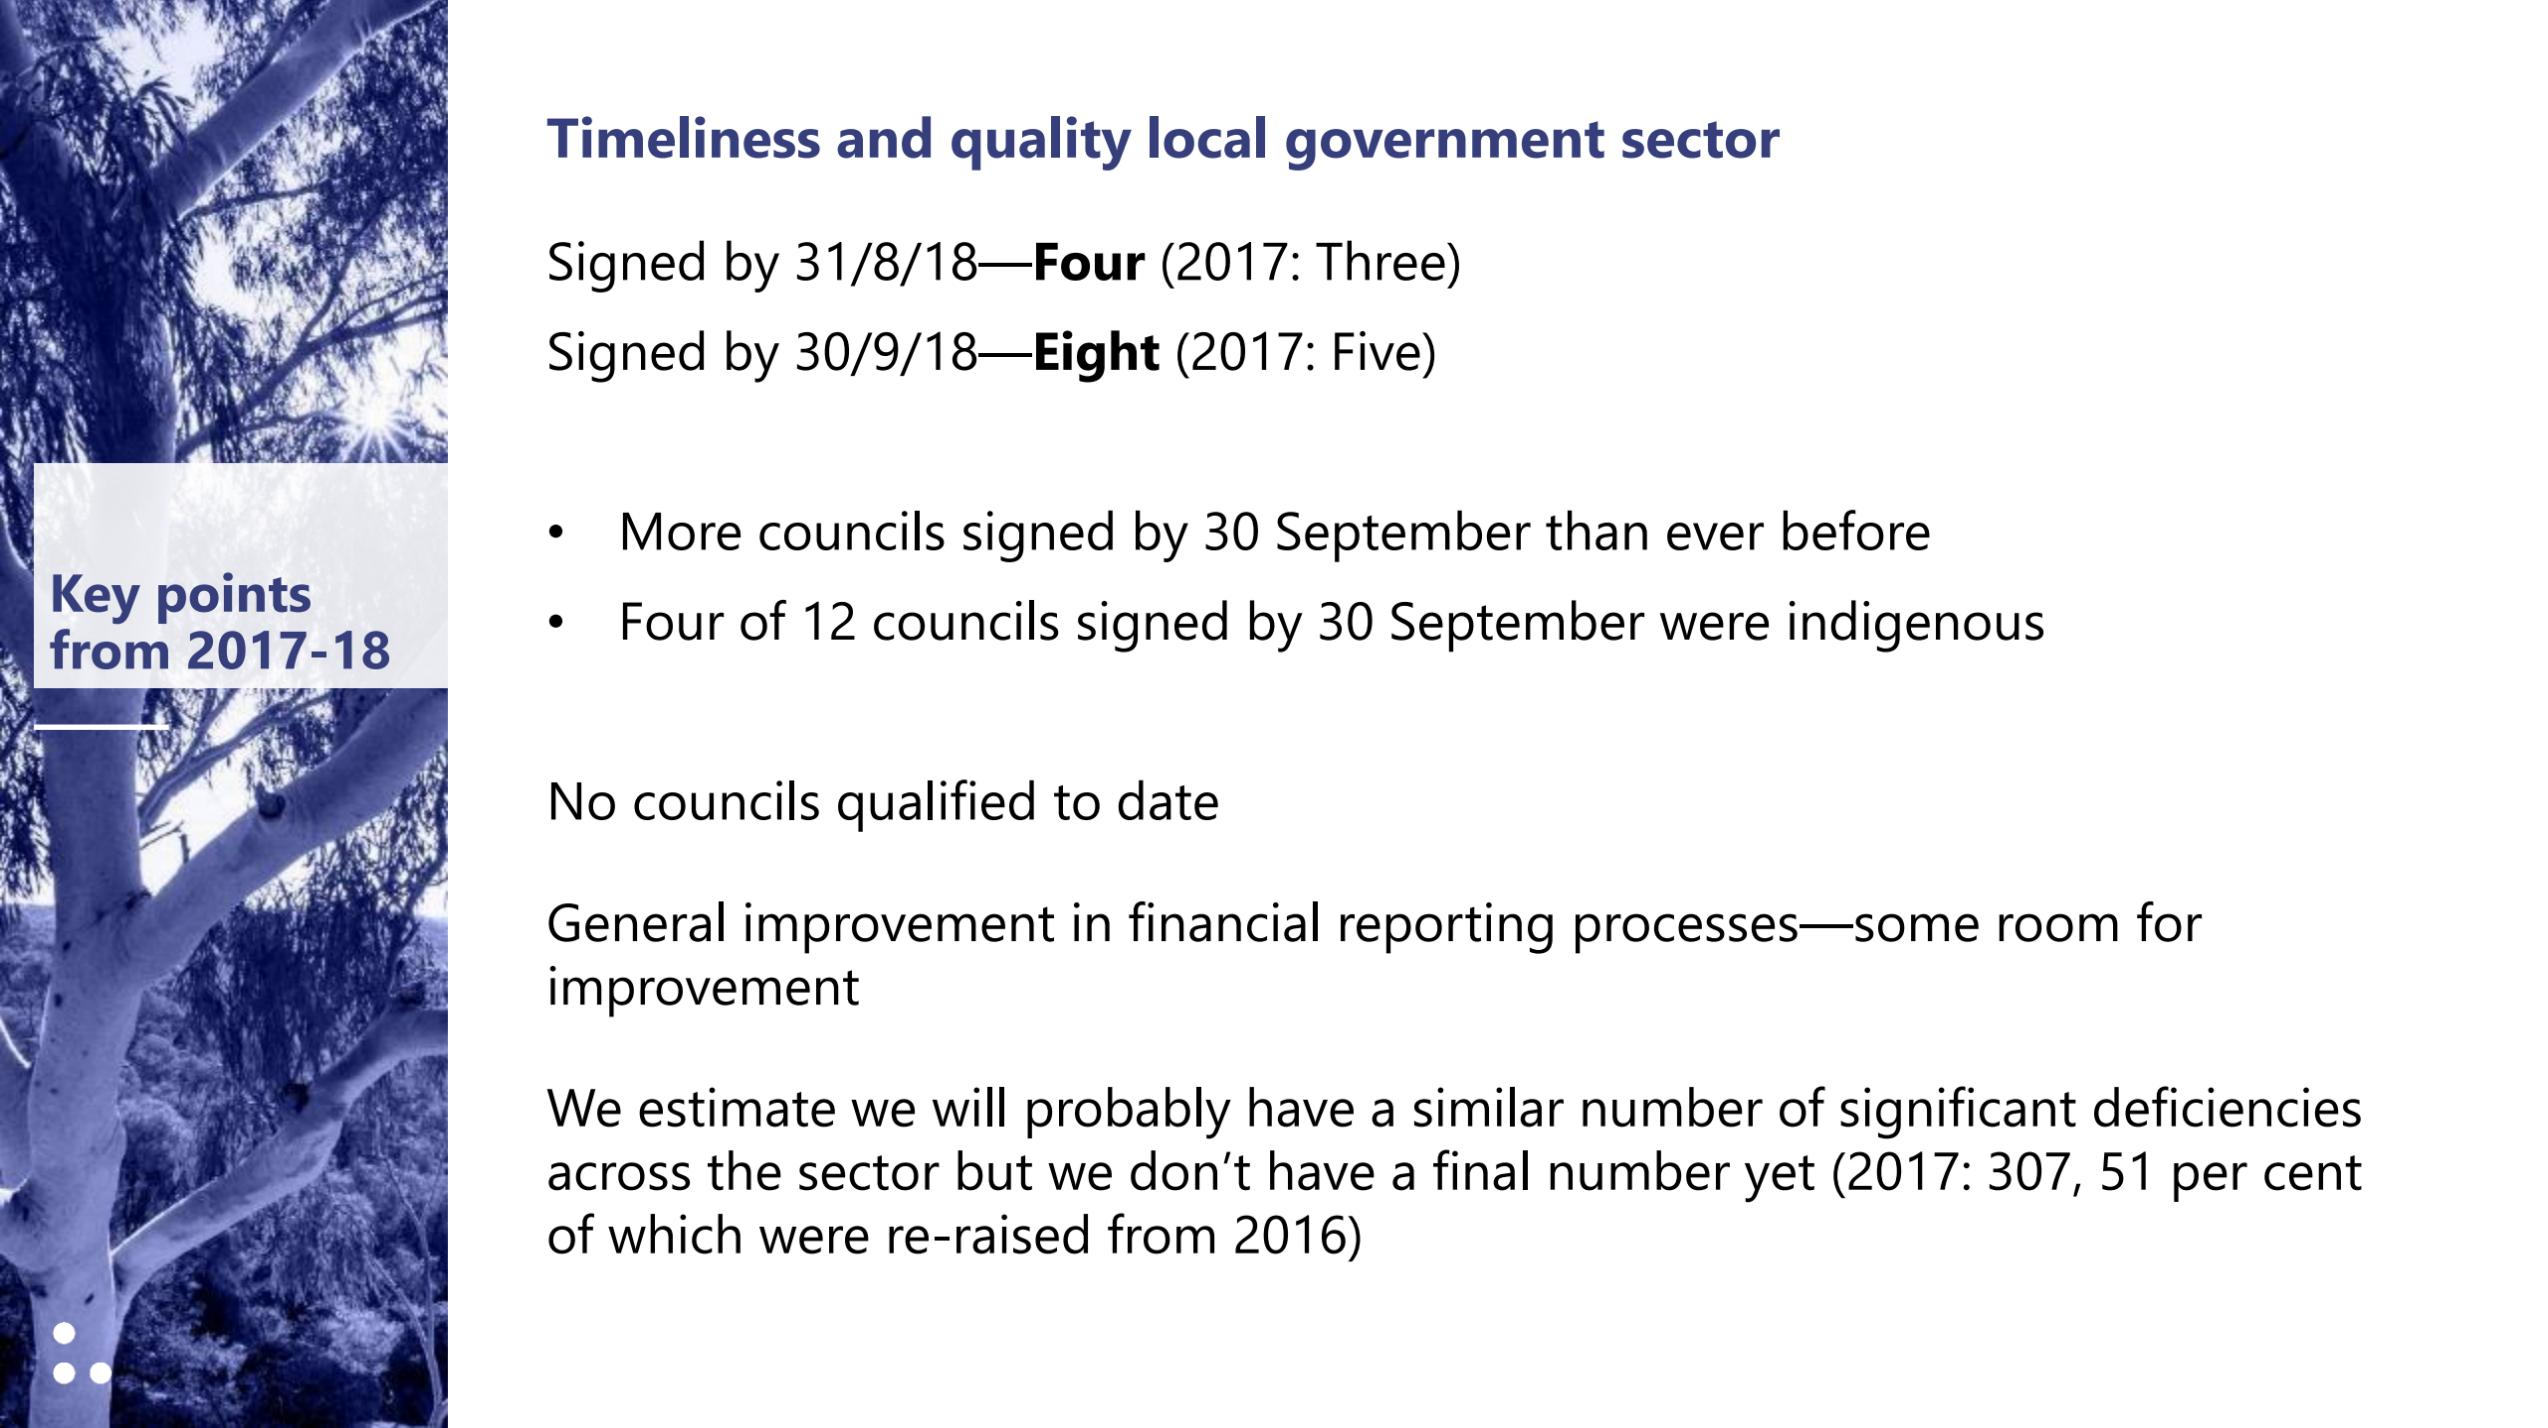 Timeliness and quality local government sector
Signed by 31/8/18—Four (2017: Three)
Signed by 30/9/18—Eight (2017: Five)
• More councils signed by 30 September than ever before
• Four of 12 councils signed by 30 September were indigenous
Key points
from 2017-18
No councils qualified to date
General improvement in financial reporting processes—some room for
improvement
We estimate we will probably have a similar number of significant deficiencies
across the sector but we don’t have a final number yet (2017: 307, 51 per cent
of which were re-raised from 2016)